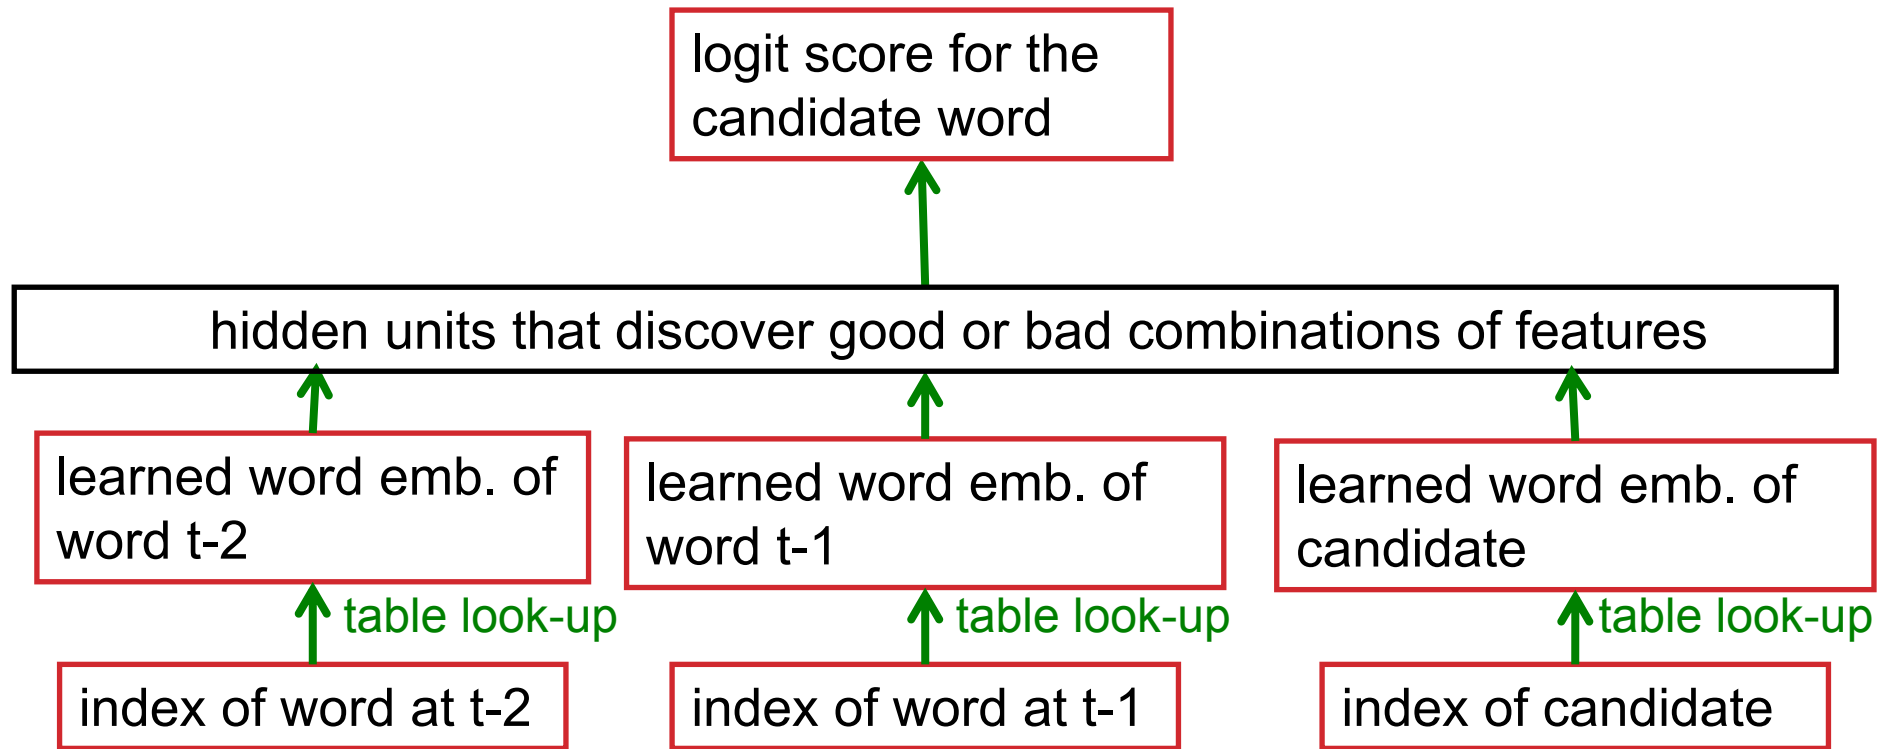 logit score for the
candidate word
hidden units that discover good or bad combinations of features
learned word emb. of
word t-2
learned word emb. of
word t-1
learned word emb. of
candidate
table look-up
table look-up
table look-up
index of word at t-2
index of word at t-1
index of candidate